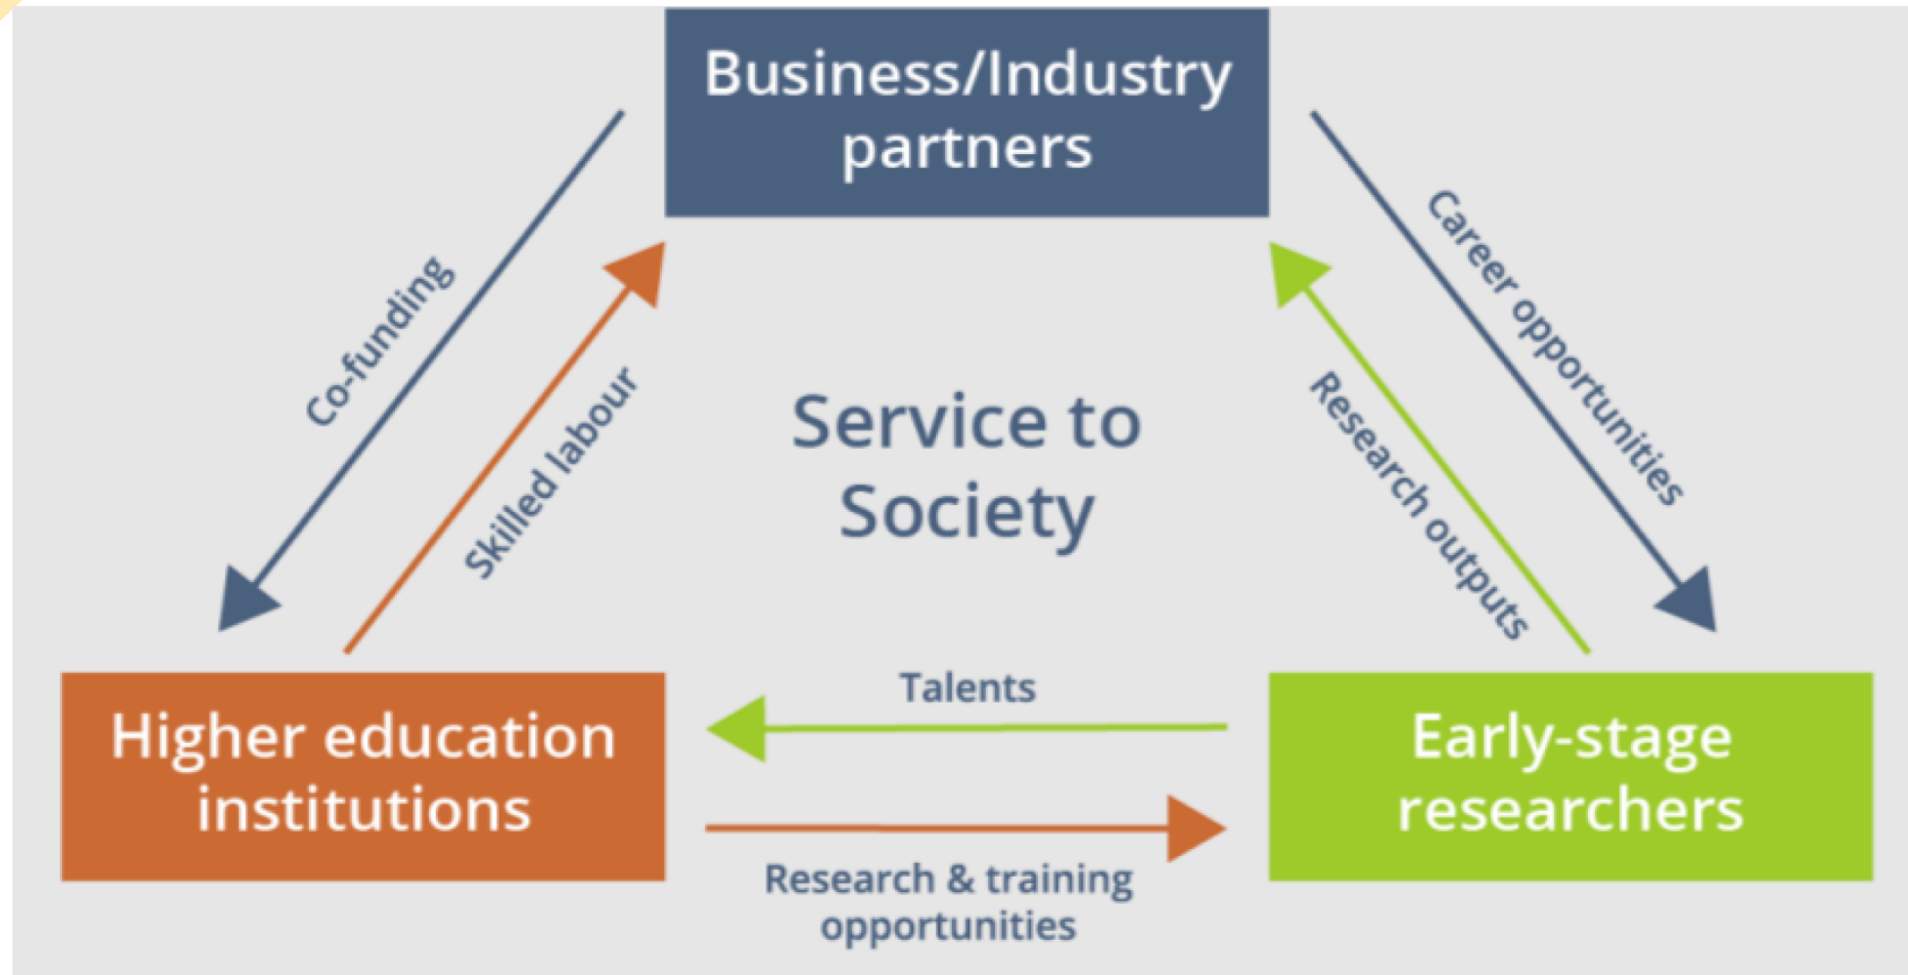 Business/Industry
partners
Co-funding
Skilled labour
Career opportunities
Research outputs
Service to
Society
Talents
Higher education
institutions
Early-stage
researchers
Research & training
opportunities